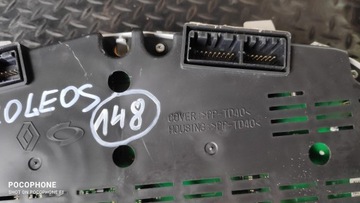 OLEOS
148
COVER >PP-TD40<
HOUSING >PP-TD40<
POCOPHONE
SHOT ON POCOPHONE F1